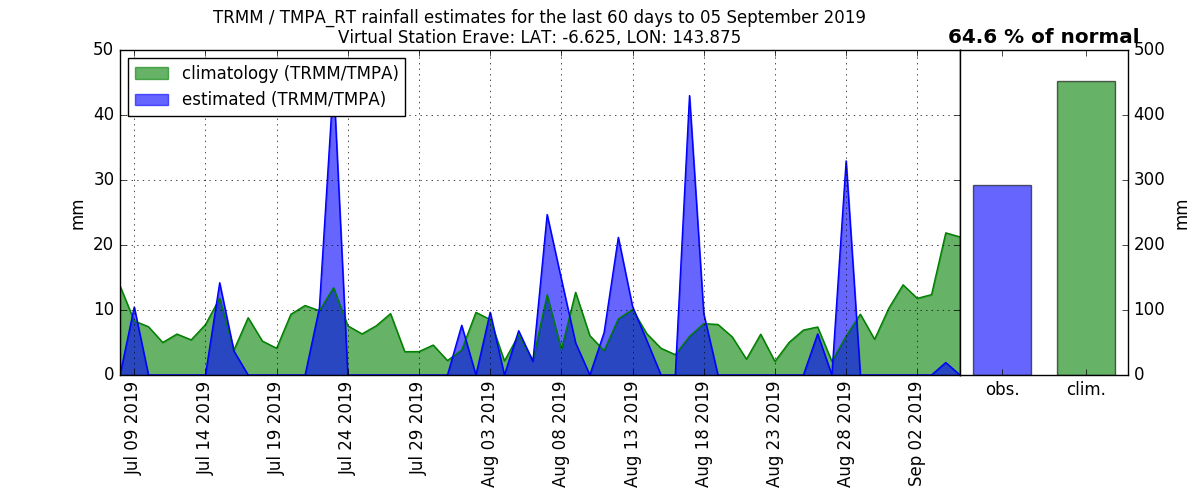 TRMM / TMPA_RT rainfall estimates for the last 60 days to 05 September 2019
Virtual Station Erave: LAT: -6.625, LON: 143.875
64.6 % of normal
climatology (TRMM/TMPA)
estimated (TRMM/TMPA)
mm
50
40
30
20
10
0
Jul 09 2019
Jul 14 2019
Jul 19 2019
Jul 24 2019
Jul 29 2019
Aug 03 2019
Aug 08 2019
Aug 13 2019
Aug 18 2019
Aug 23 2019
Aug 28 2019
Sep 02 2019
obs.
clim.
500
400
300
200
100
0
mm